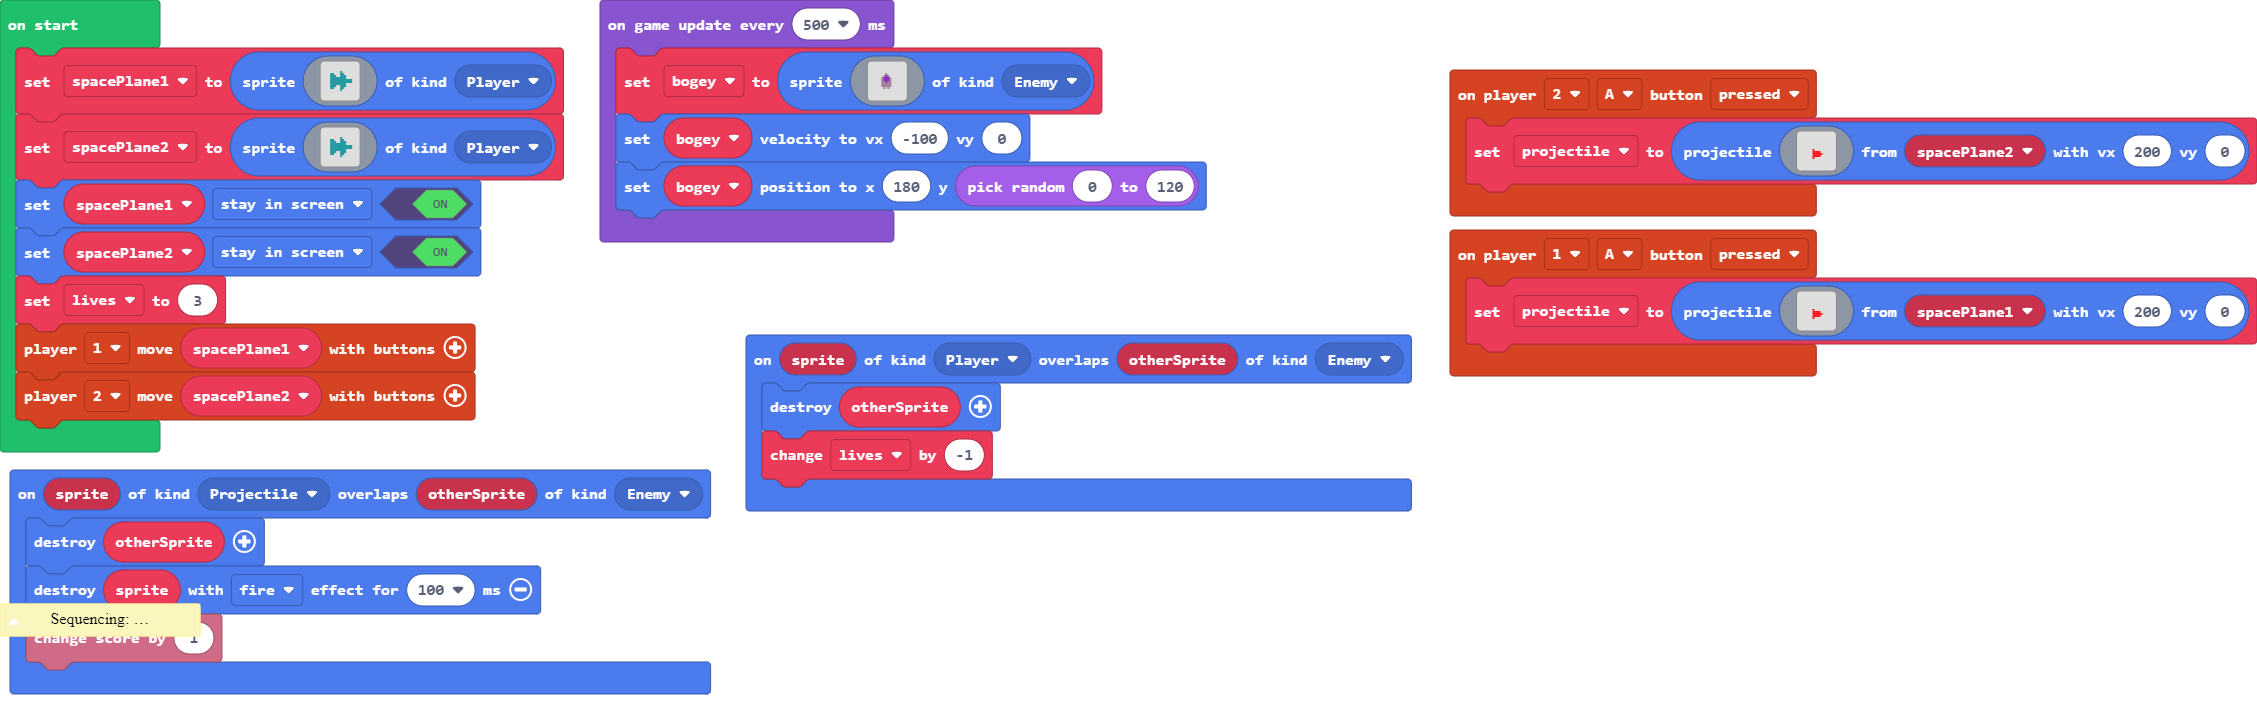 on start
set spacePlane1 to sprite of kind Player
set spacePlane2 to sprite of kind Player
set spacePlane1 stay in screen ON
set spacePlane2 stay in screen ON
set lives to 3
player 1 move spacePlane1 with buttons
player 2 move spacePlane2 with buttons
on game update every 500 ms
set bogey to sprite of kind Enemy
set bogey velocity to vx -100 vy 0
set bogey position to x 180 y pick random 0 to 120
on player 2 A button pressed
set projectile to projectile from spacePlane2 with vx 200 vy 0
on player 1 A button pressed
set projectile to projectile from spacePlane1 with vx 200 vy 0
on sprite of kind Player overlaps otherSprite of kind Enemy
destroy otherSprite
change lives by -1
on sprite of kind Projectile overlaps otherSprite of kind Enemy
destroy otherSprite
destroy sprite with fire effect for 100 ms
Sequencing: ...
change score by 1